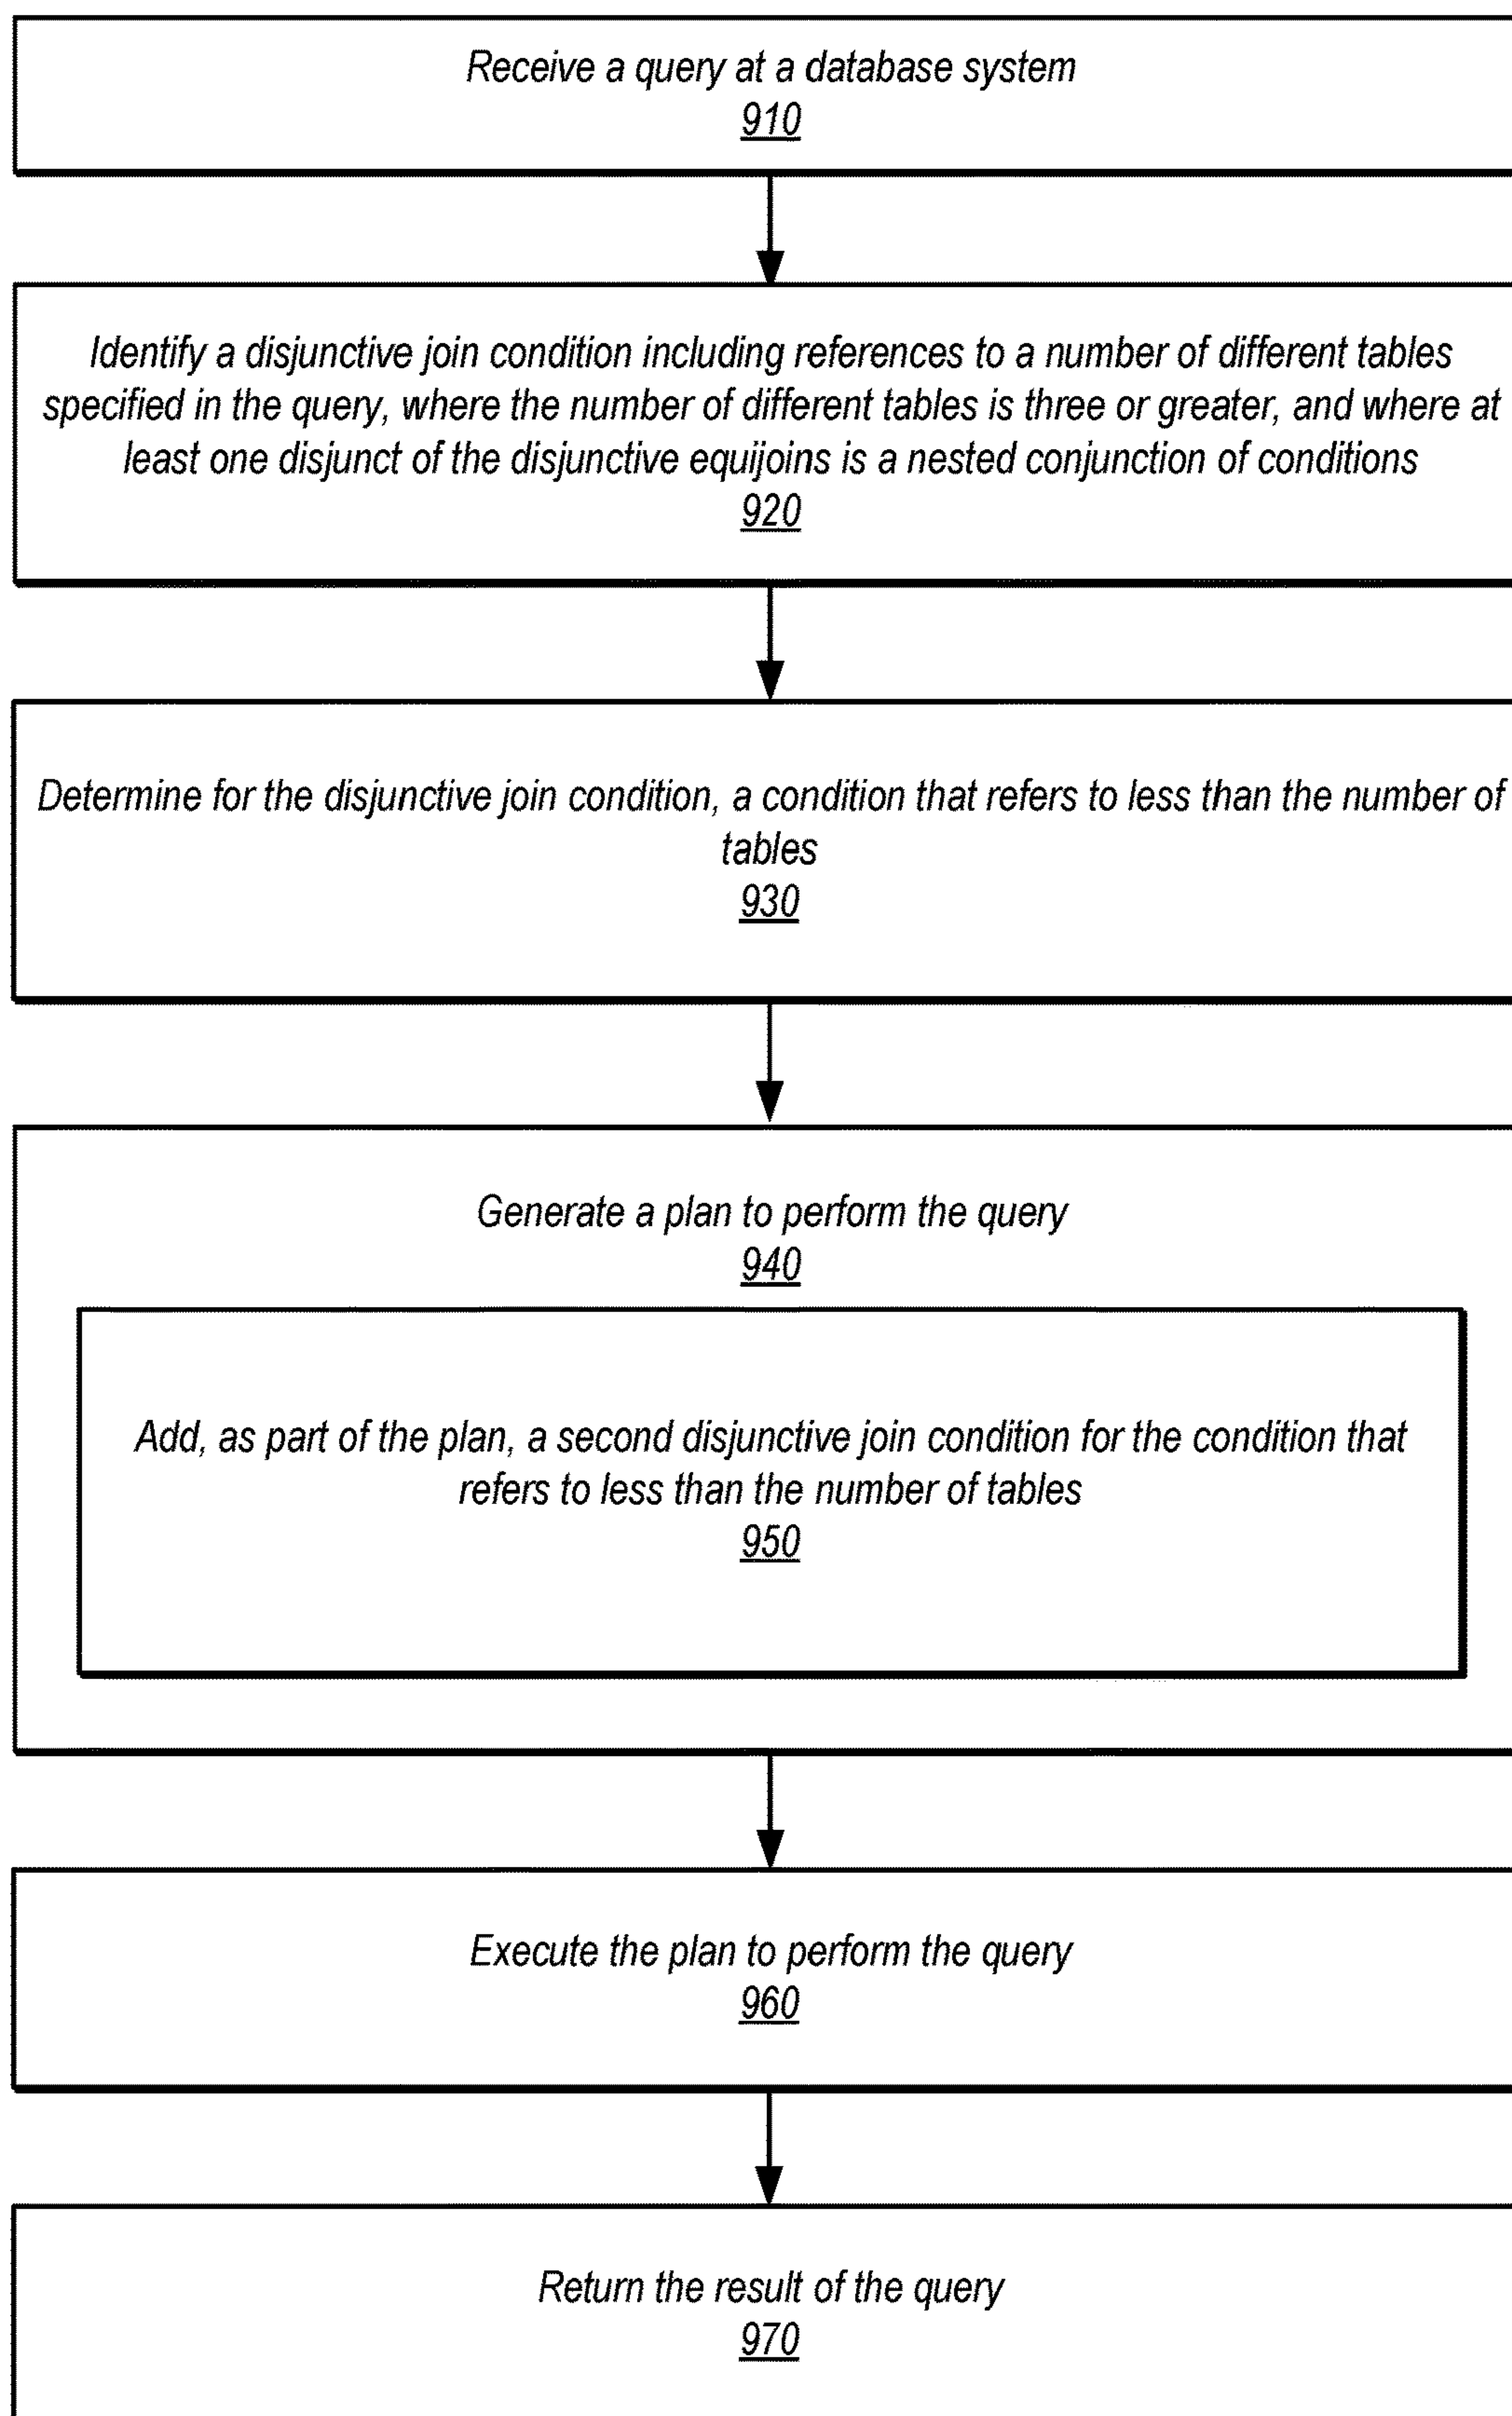 Receive a query at a database system
910
Identify a disjunctive join condition including references to a number of different tables
specified in the query, where the number of different tables is three or greater, and where at
least one disjunct of the disjunctive equijoins is a nested conjunction of conditions
920
Determine for the disjunctive join condition, a condition that refers to less than the number of
tables
930
Generate a plan to perform the query
940
Add, as part of the plan, a second disjunctive join condition for the condition that
refers to less than the number of tables
950
Execute the plan to perform the query
960
Return the result of the query
970